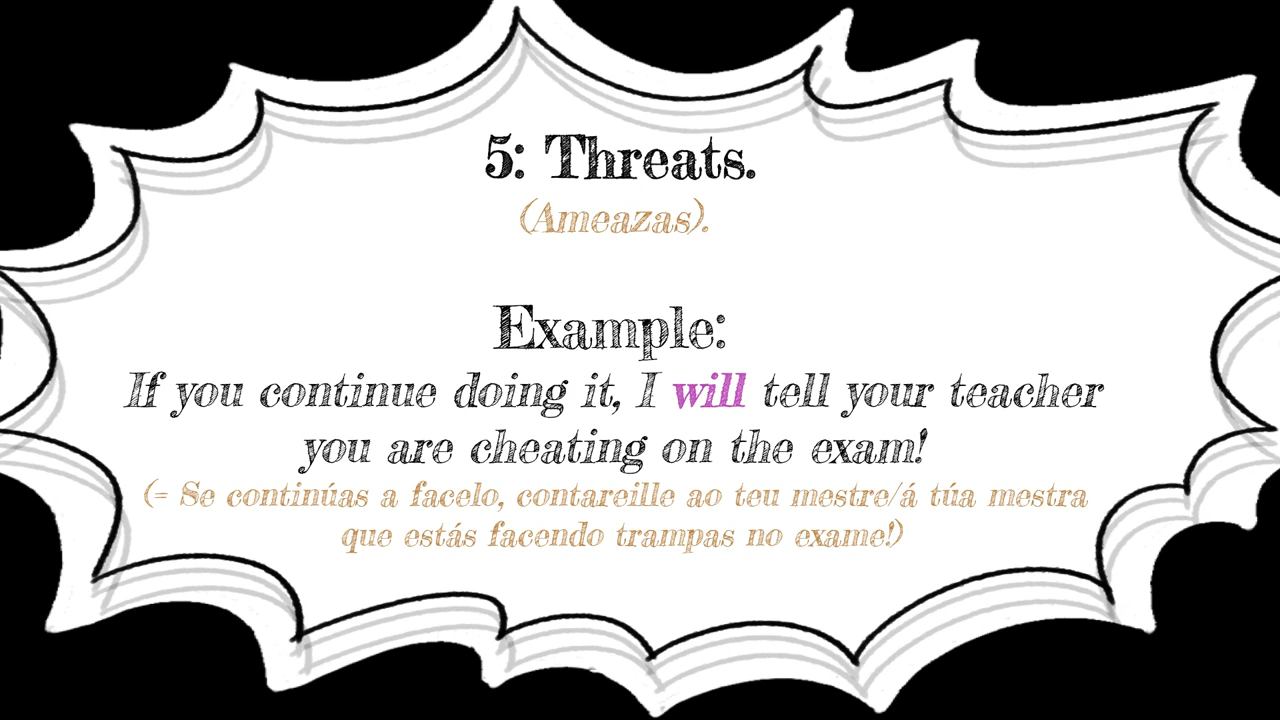 5: Threats.
(Ameazas).
Example:
If you continue doing it, I will tell your teacher
you are cheating on the exam!
(= Se continúas a facelo, contareille ao teu mestre/á túa mestra
que estás facendo trampas no exame!)